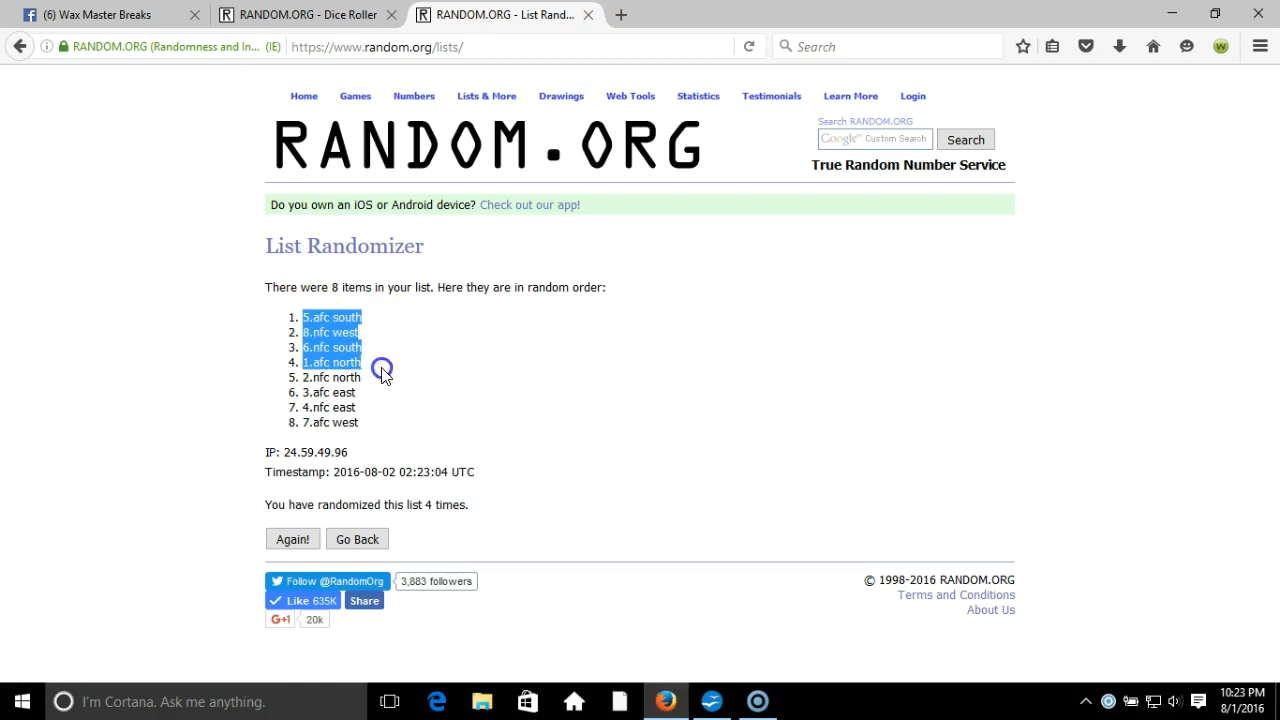 (6) Wax Master Breaks
RANDOM.ORG - Dice Roller
RANDOM.ORG - List Rand...
RANDOM.ORG (Randomness and In... (IE)
https://www.random.org/lists/
Search
Home Games Numbers Lists & More Drawings Web Tools Statistics Testimonials Learn More Login
RANDOM.ORG
Search RANDOM.ORG
Google™ Custom Search
Search
True Random Number Service
Do you own an iOS or Android device? Check out our app!
List Randomizer
There were 8 items in your list. Here they are in random order:
1. 5.afc south
2. 8.nfc west
3. 6.nfc south
4. 1.afc north
5. 2.nfc north
6. 3.afc east
7. 4.nfc east
8. 7.afc west
IP: 24.59.49.96
Timestamp: 2016-08-02 02:23:04 UTC
You have randomized this list 4 times.
Again! Go Back
Follow @RandomOrg 3,883 followers
Like 635K Share
G+1 20k
© 1998-2016 RANDOM.ORG
Terms and Conditions
About Us
I'm Cortana. Ask me anything.
10:23 PM
8/1/2016